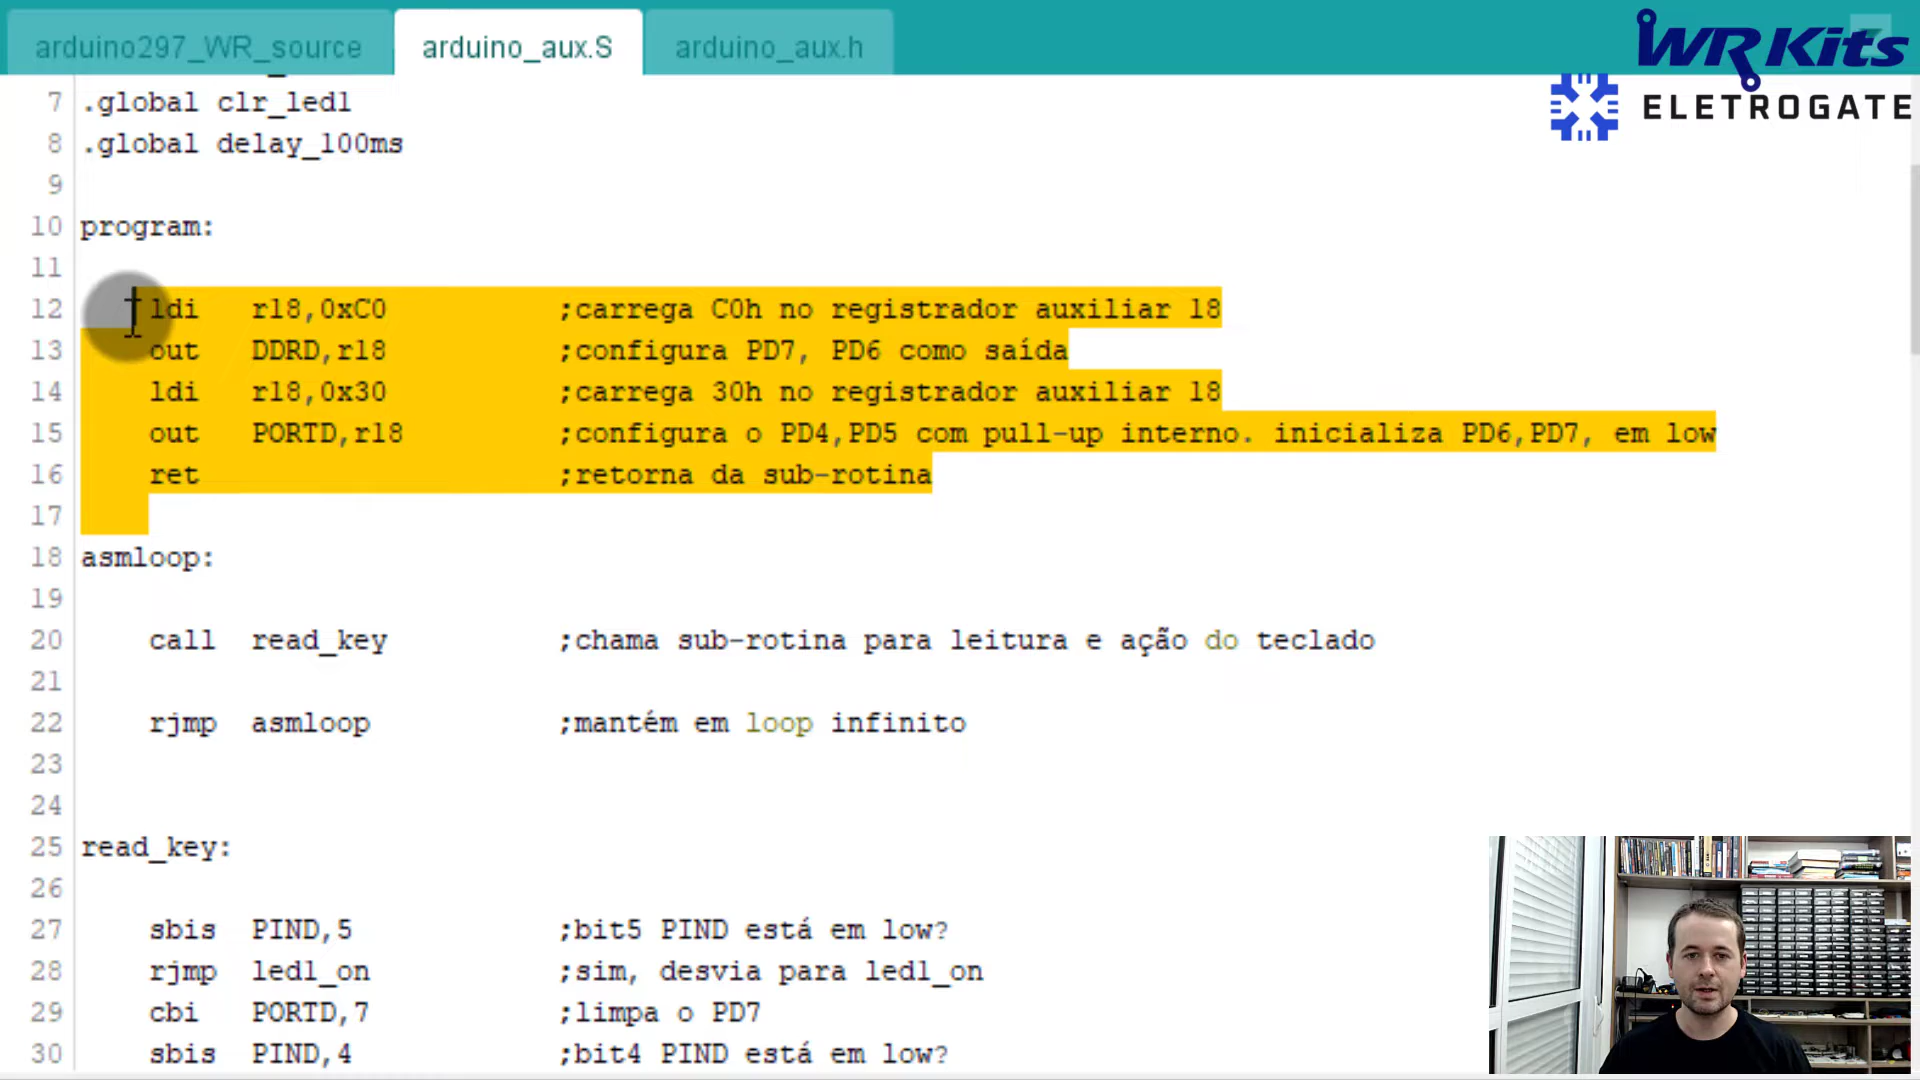 arduino297_WR_source
arduino_aux.S
arduino_aux.h
WR Kits
ELETROGATE
7 .global clr_led1
8 .global delay_100ms
9
10 program:
11
12 ldi r18,0xC0 ;carrega C0h no registrador auxiliar 18
13 out DDRD,r18 ;configura PD7, PD6 como saída
14 ldi r18,0x30 ;carrega 30h no registrador auxiliar 18
15 out PORTD,r18 ;configura o PD4,PD5 com pull-up interno. inicializa PD6,PD7, em low
16 ret ;retorna da sub-rotina
17
18 asmloop:
19
20 call read_key ;chama sub-rotina para leitura e ação do teclado
21
22 rjmp asmloop ;mantém em loop infinito
23
24
25 read_key:
26
27 sbis PIND,5 ;bit5 PIND está em low?
28 rjmp led1_on ;sim, desvia para led1_on
29 cbi PORTD,7 ;limpa o PD7
30 sbis PIND,4 ;bit4 PIND está em low?